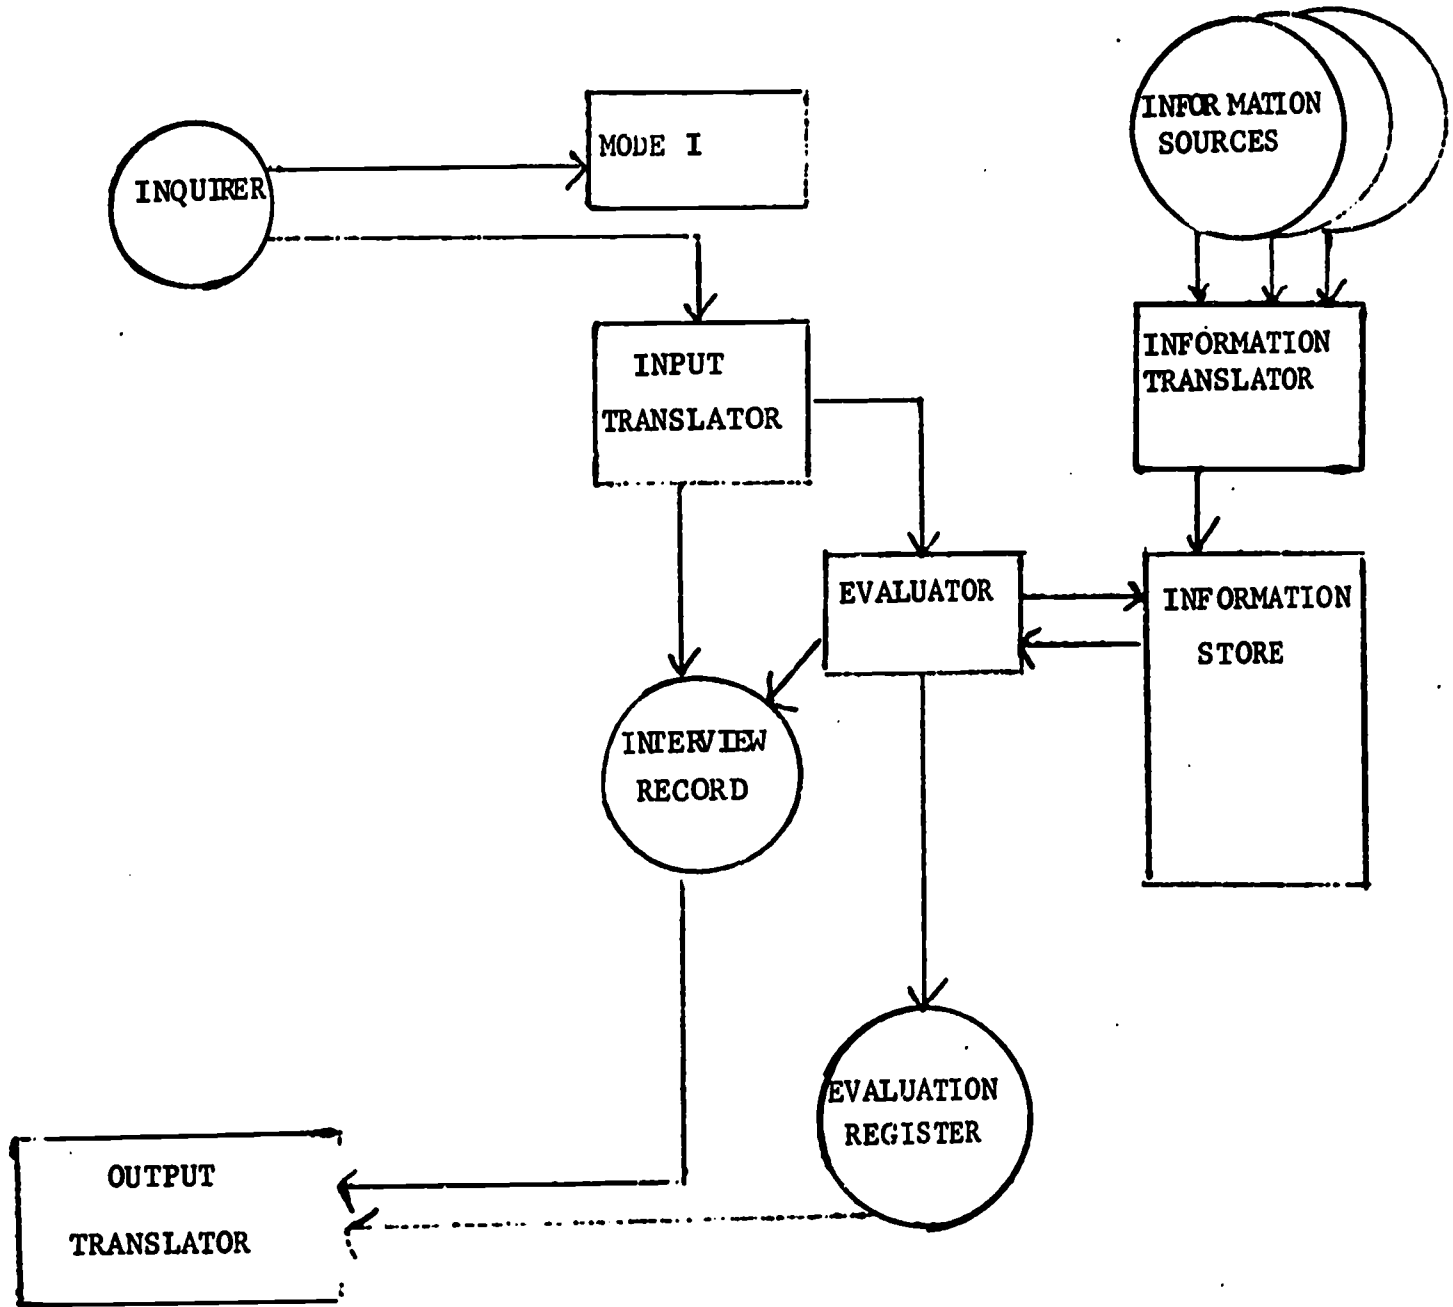 INFORMATION
SOURCES
MODE I
INQUIRER
INPUT
TRANSLATOR
INFORMATION
TRANSLATOR
EVALUATOR
INFORMATION
STORE
INTERVIEW
RECORD
EVALUATION
REGISTER
OUTPUT
TRANSLATOR